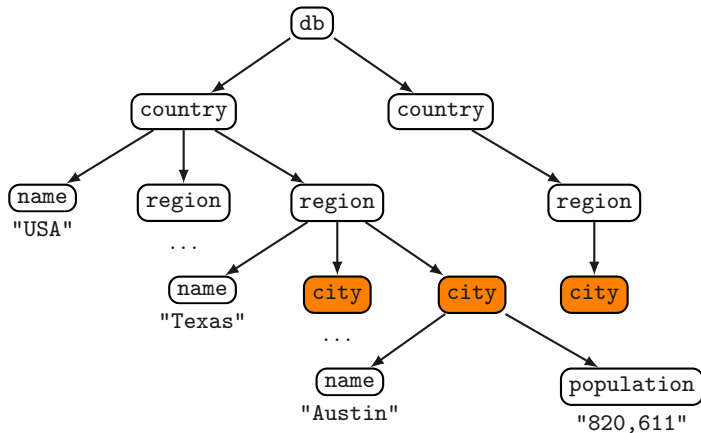 db
country country
name region region region
"USA" ...
name city city city
"Texas" ...
name population
"Austin" "820,611"